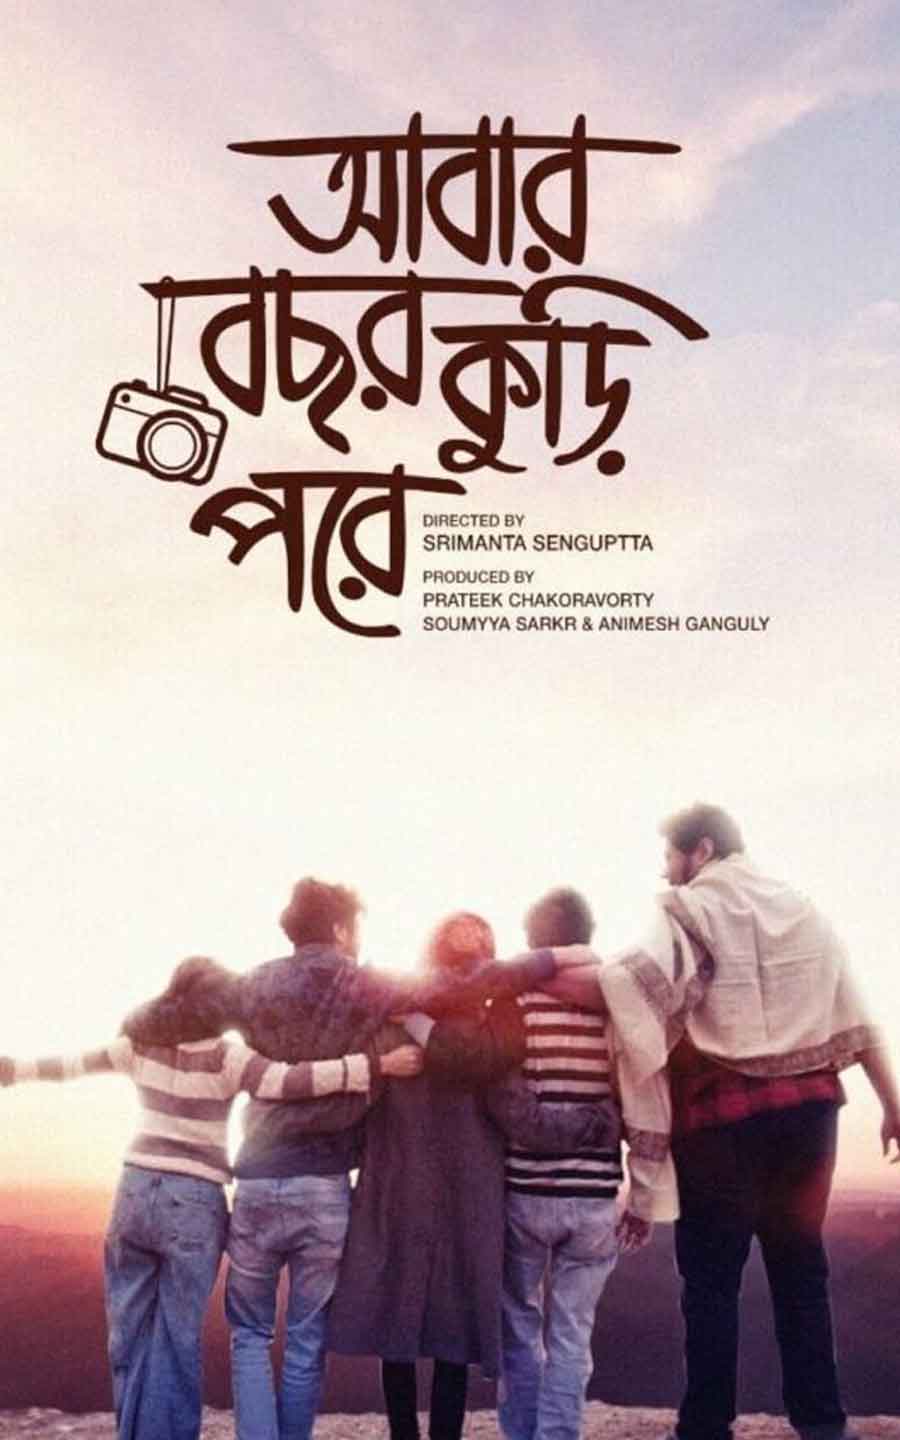 আবার
বছর কুড়ি
পরে
DIRECTED BY
SRIMANTA SENGUPTTA
PRODUCED BY
PRATEEK CHAKORAVORTY
SOUMYYA SARKR & ANIMESH GANGULY